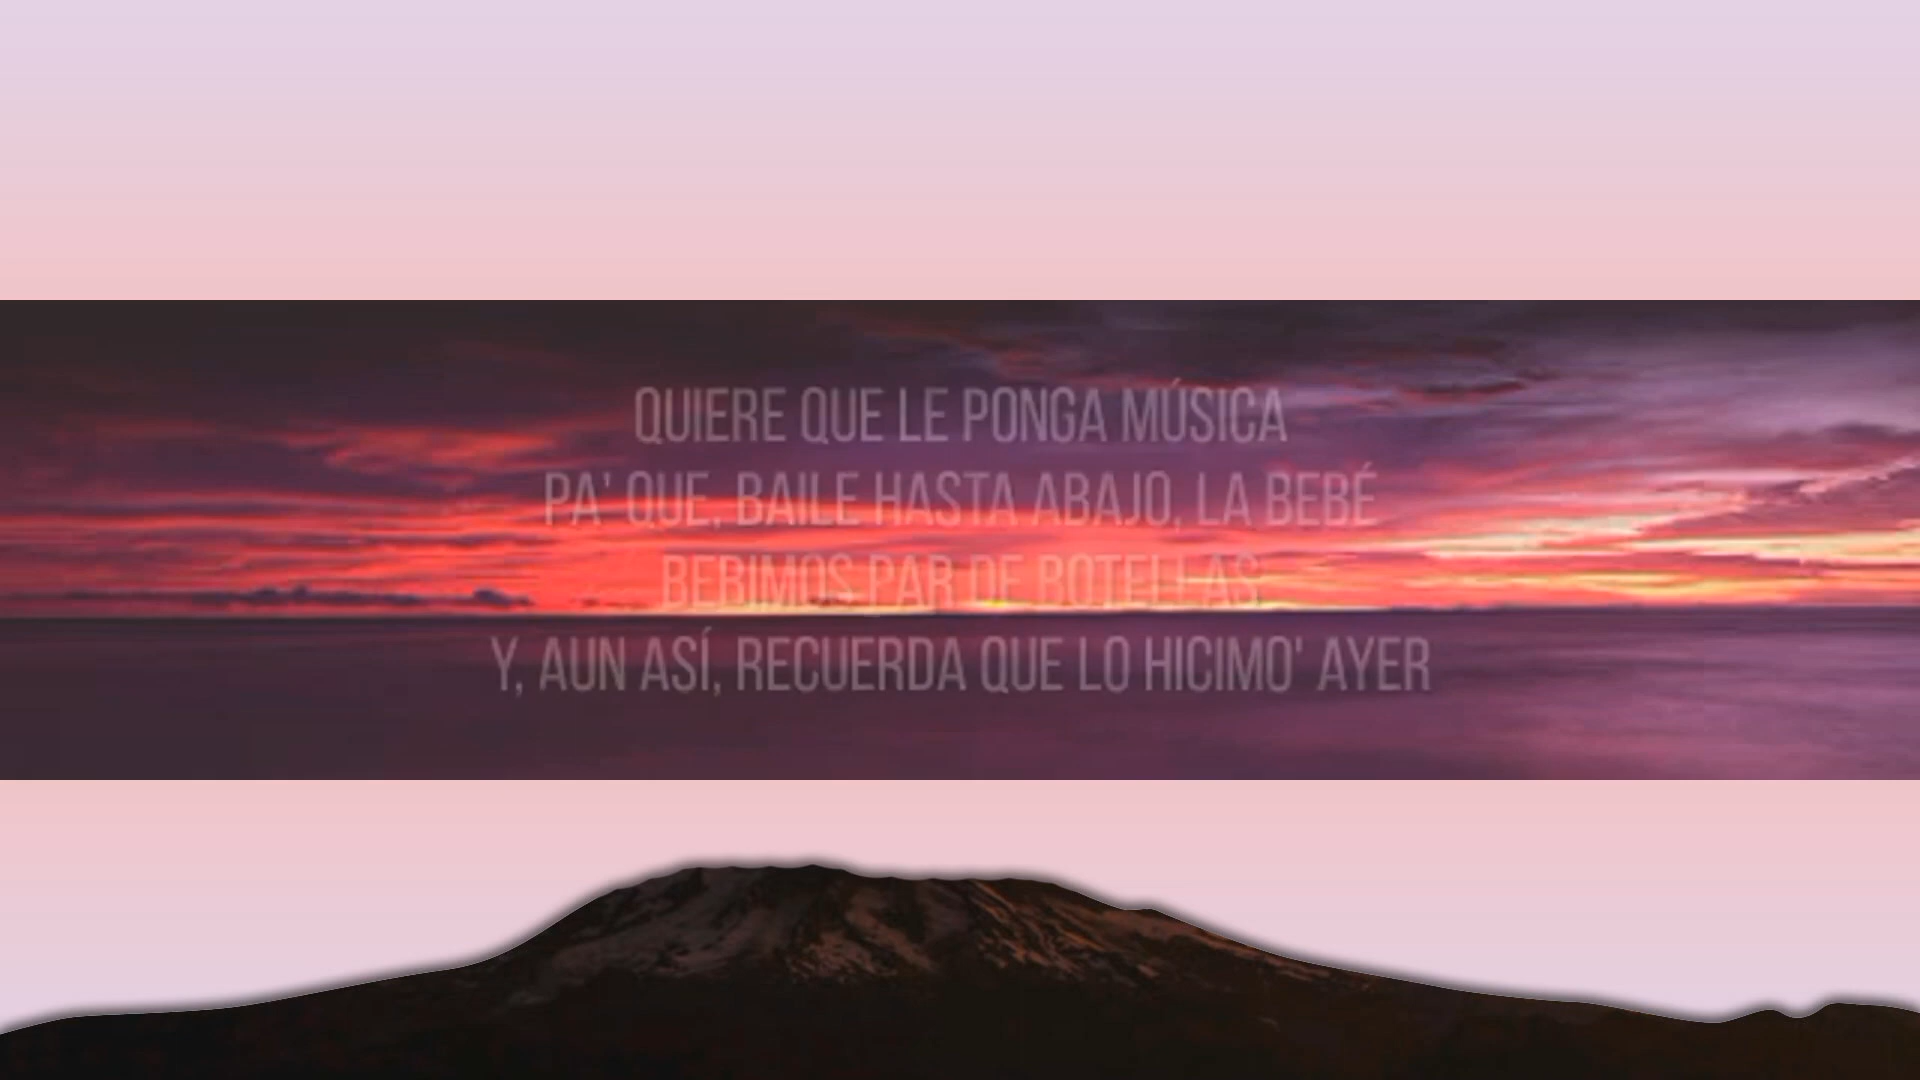 QUIERE QUE LE PONGA MÚSICA
PA' QUE, BAILE HASTA ABAJO, LA BEBÉ
BEBIMOS PAR DE BOTELLAS
Y, AUN ASÍ, RECUERDA QUE LO HICIMO' AYER